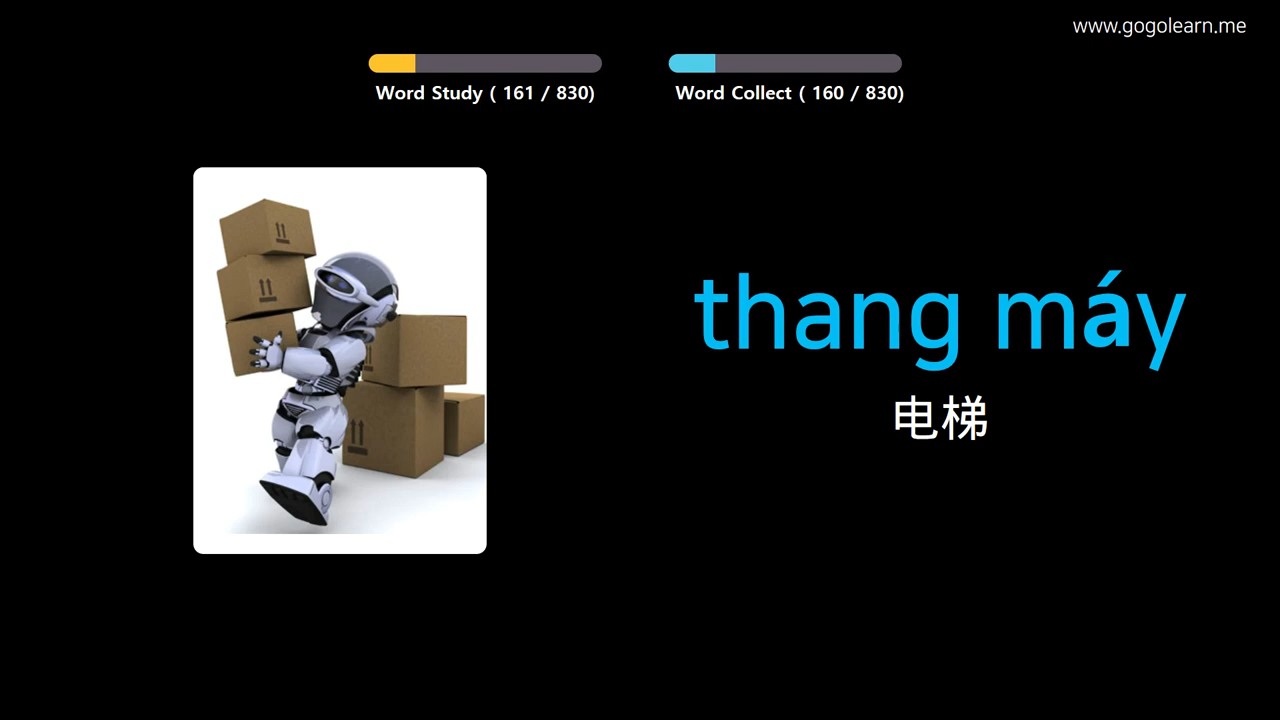 www.gogolearn.me
Word Study ( 161 / 830)
Word Collect ( 160 / 830)
thang máy
电梯